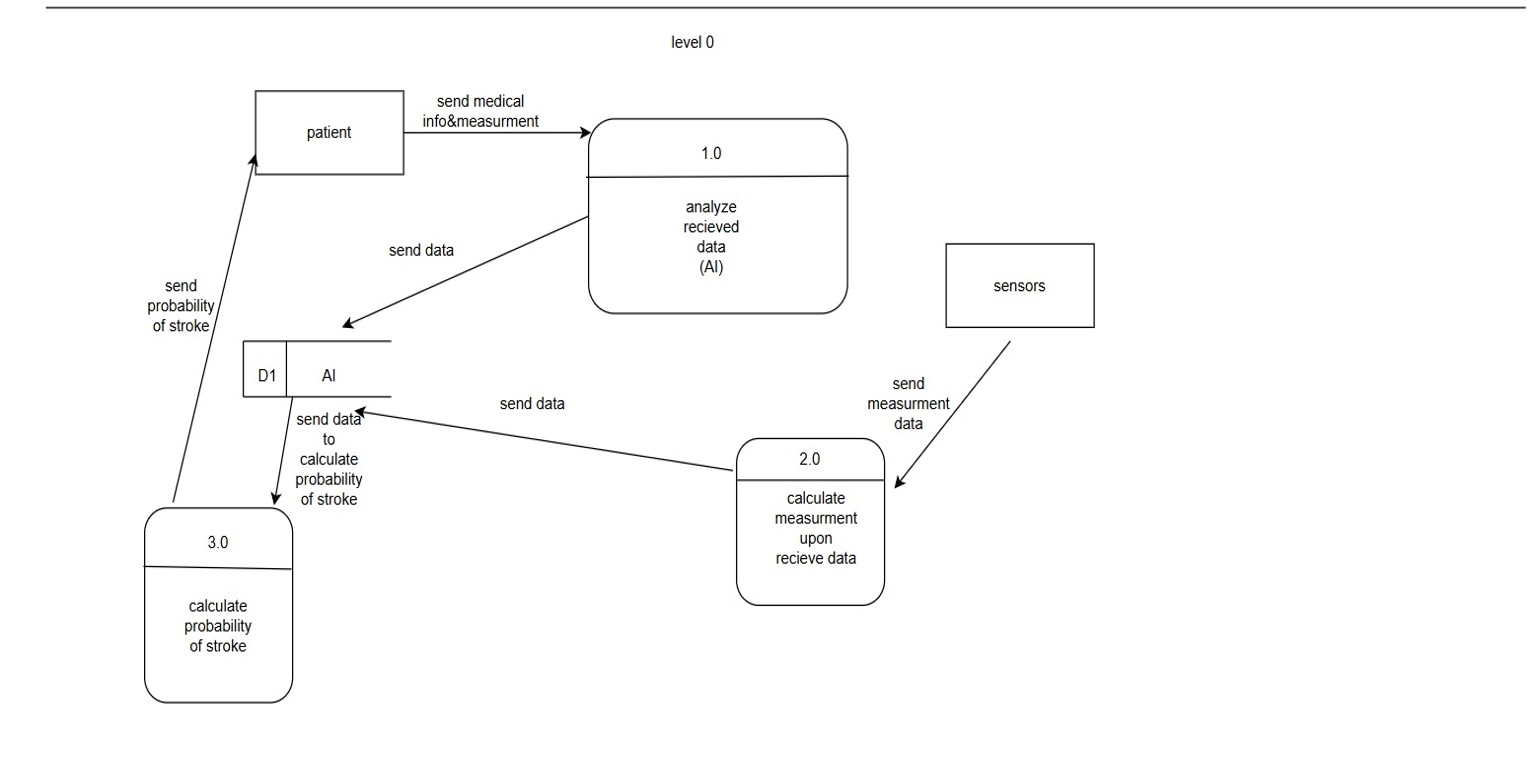 level 0
patient
send medical
info&measurment
1.0
analyze
recieved
data
(AI)
send data
sensors
send
probability
of stroke
D1
AI
send data
to
calculate
probability
of stroke
send data
send
measurment
data
2.0
calculate
measurment
upon
recieve data
3.0
calculate
probability
of stroke